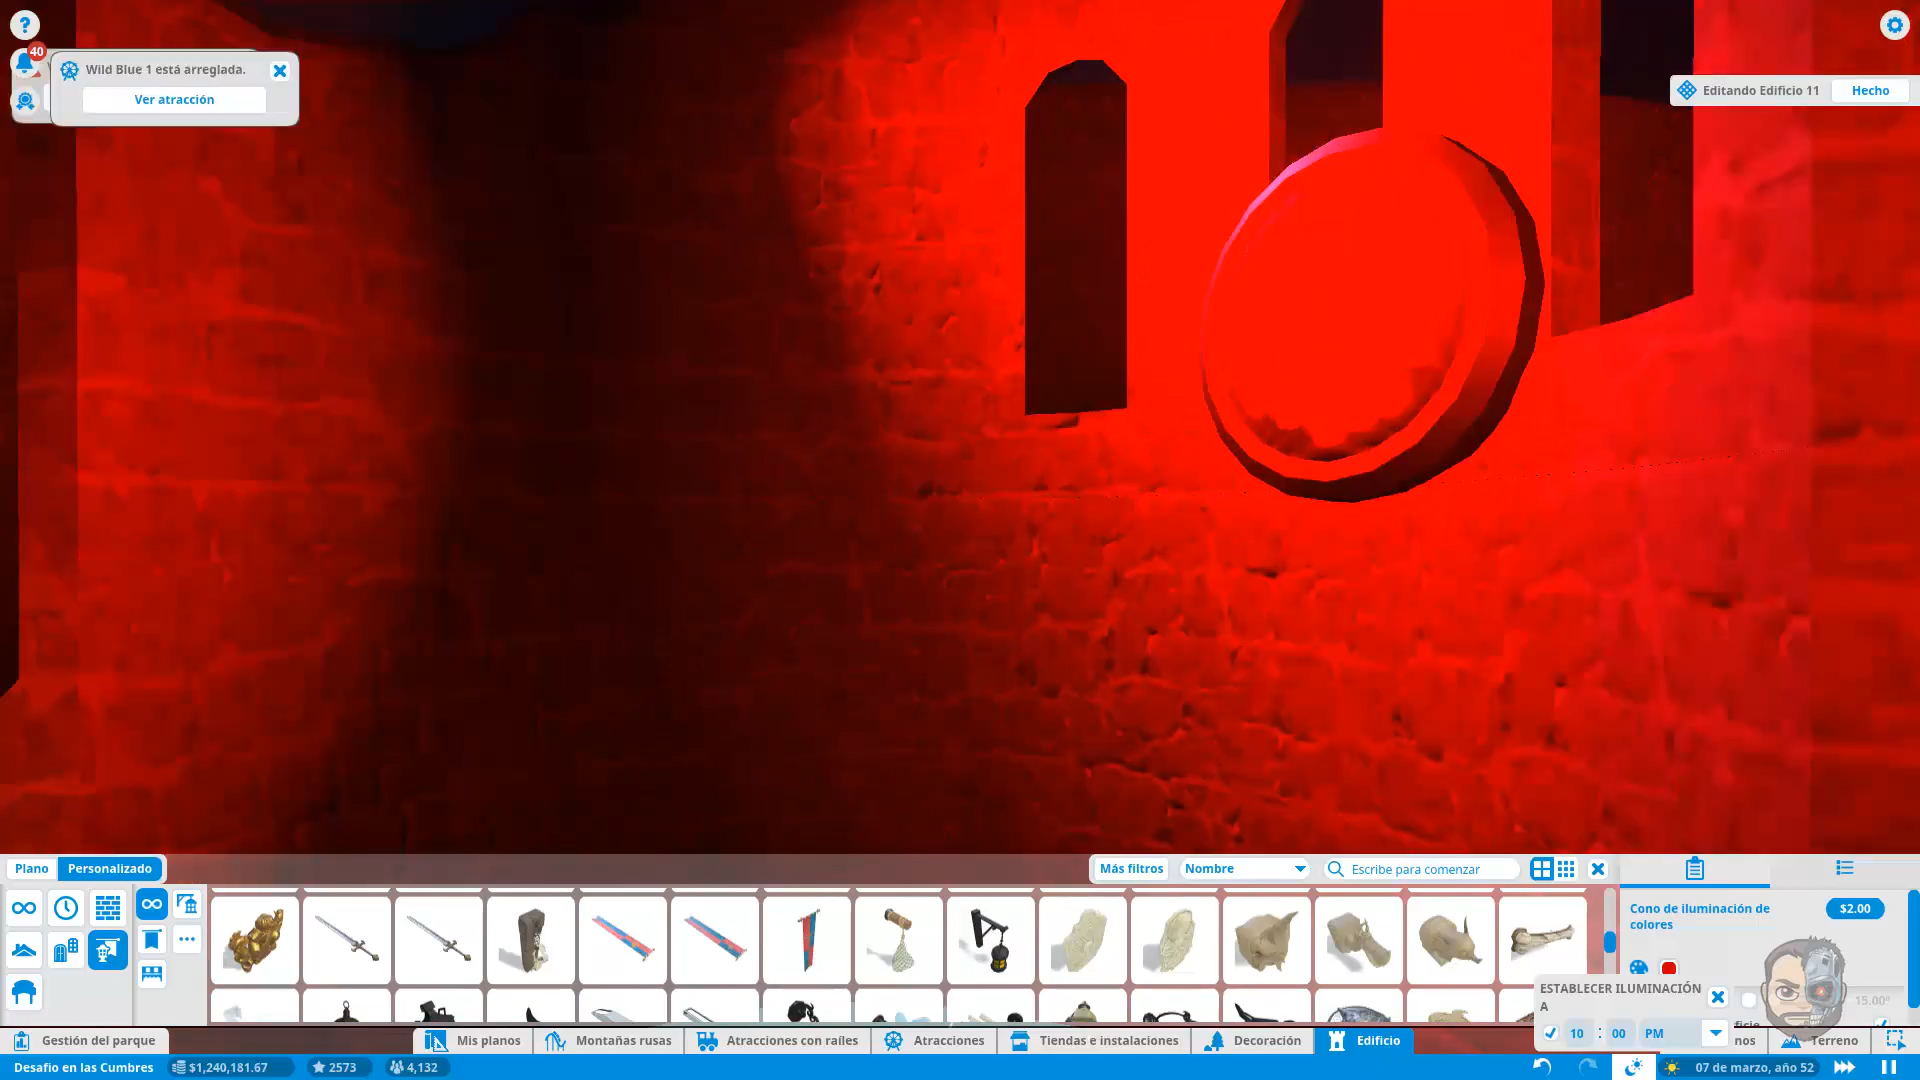 ?
40
Wild Blue 1 está arreglada.
Ver atracción
Editando Edificio 11
Hecho
Plano
Personalizado
Más filtros
Nombre
Escribe para comenzar
Cono de iluminación de
colores
$2.00
ESTABLECER ILUMINACIÓN
A
15.00º
10 : 00 PM
Gestión del parque
Mis planos
Montañas rusas
Atracciones con raíles
Atracciones
Tiendas e instalaciones
Decoración
Edificio
nos
Terreno
Desafio en las Cumbres
$1,240,181.67
2573
4,132
07 de marzo, año 52